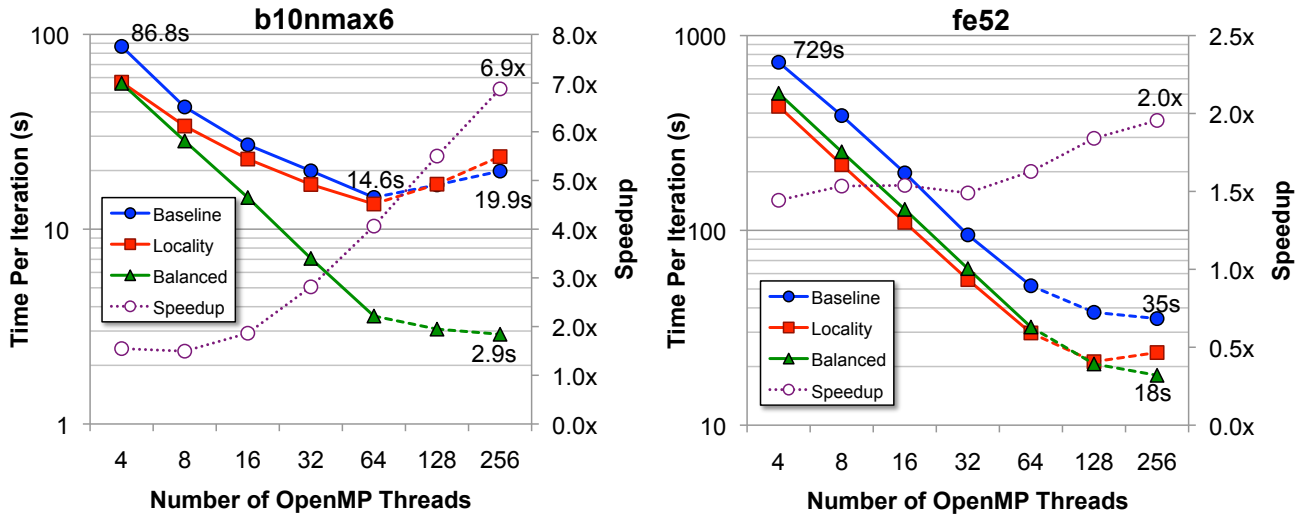 b10nmax6
100
10
1
Time Per Iteration (s)
86.8s
14.6s
6.9x
19.9s
2.9s
Baseline
Locality
Balanced
Speedup
8.0x
7.0x
6.0x
5.0x
4.0x
3.0x
2.0x
1.0x
0.0x
Speedup
4 8 16 32 64 128 256
Number of OpenMP Threads
fe52
1000
100
10
Time Per Iteration (s)
729s
2.0x
35s
18s
Baseline
Locality
Balanced
Speedup
2.5x
2.0x
1.5x
1.0x
0.5x
0.0x
Speedup
4 8 16 32 64 128 256
Number of OpenMP Threads